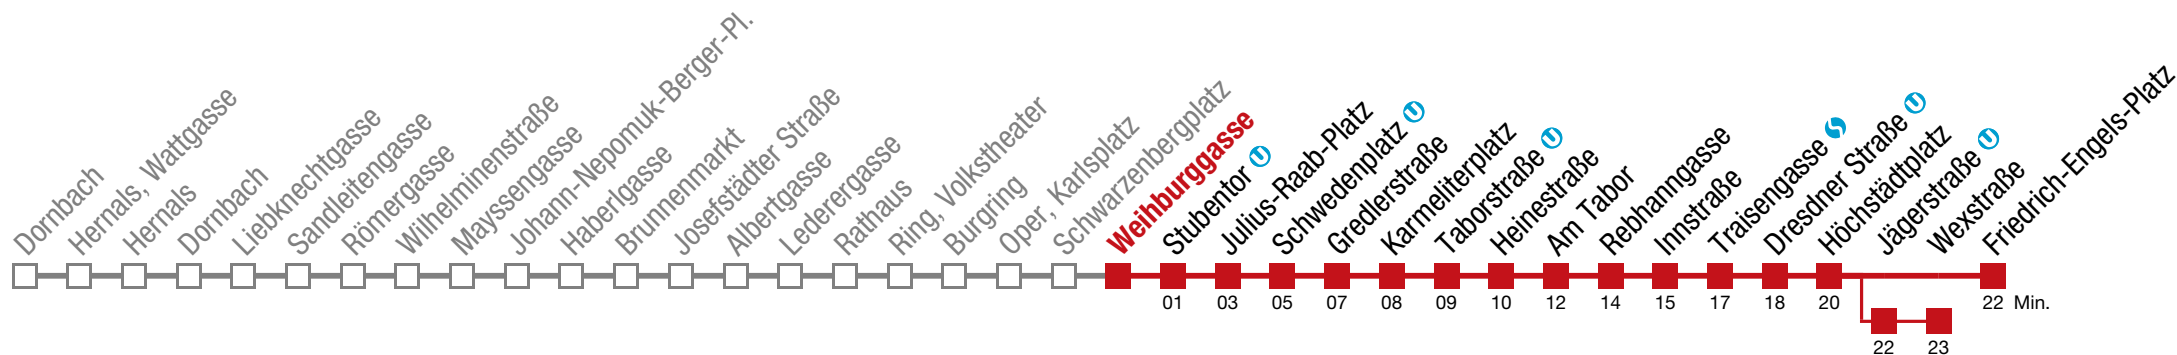 Dornbach
Hernals, Wattgasse
Hernals
Dornbach
Liebknechtgasse
Sandleitengasse
Römergasse
Wilhelminenstraße
Mayssengasse
Johann-Nepomuk-Berger-Pl.
Haberlgasse
Brunnenmarkt
Josefstädter Straße
Albertgasse
Lederergasse
Rathaus
Ring, Volkstheater
Burgring
Oper, Karlsplatz
Schwarzenbergplatz
Weihburggasse
Stubentor U
Julius-Raab-Platz
Schwedenplatz U
Gredlerstraße
Karmeliterplatz
Taborstraße U
Heinestraße
Am Tabor
Rebhanngasse
Innstraße
Traisengasse S
Dresdner Straße U
Höchstädtplatz
Jägerstraße U
Wexstraße
Friedrich-Engels-Platz
01 03 05 07 08 09 10 12 14 15 17 18 20 22 Min.
22 23